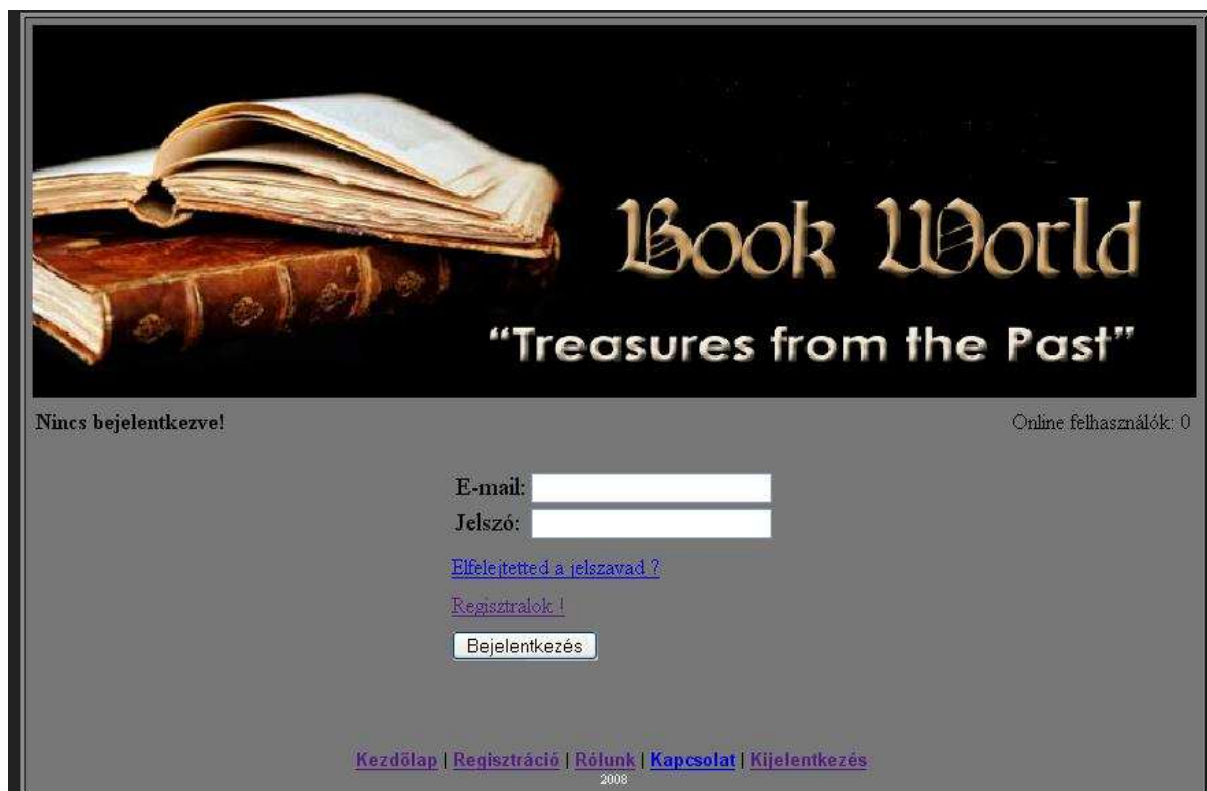 Book World
“Treasures from the Past”
Nincs bejelentkezve! Online felhasználók: 0
E-mail:
Jelszó:
Elfelejtetted a jelszavad ?
Regisztralok !
Bejelentkezés
Kezdőlap | Regisztráció | Rólunk | Kapcsolat | Kijelentkezés
2008